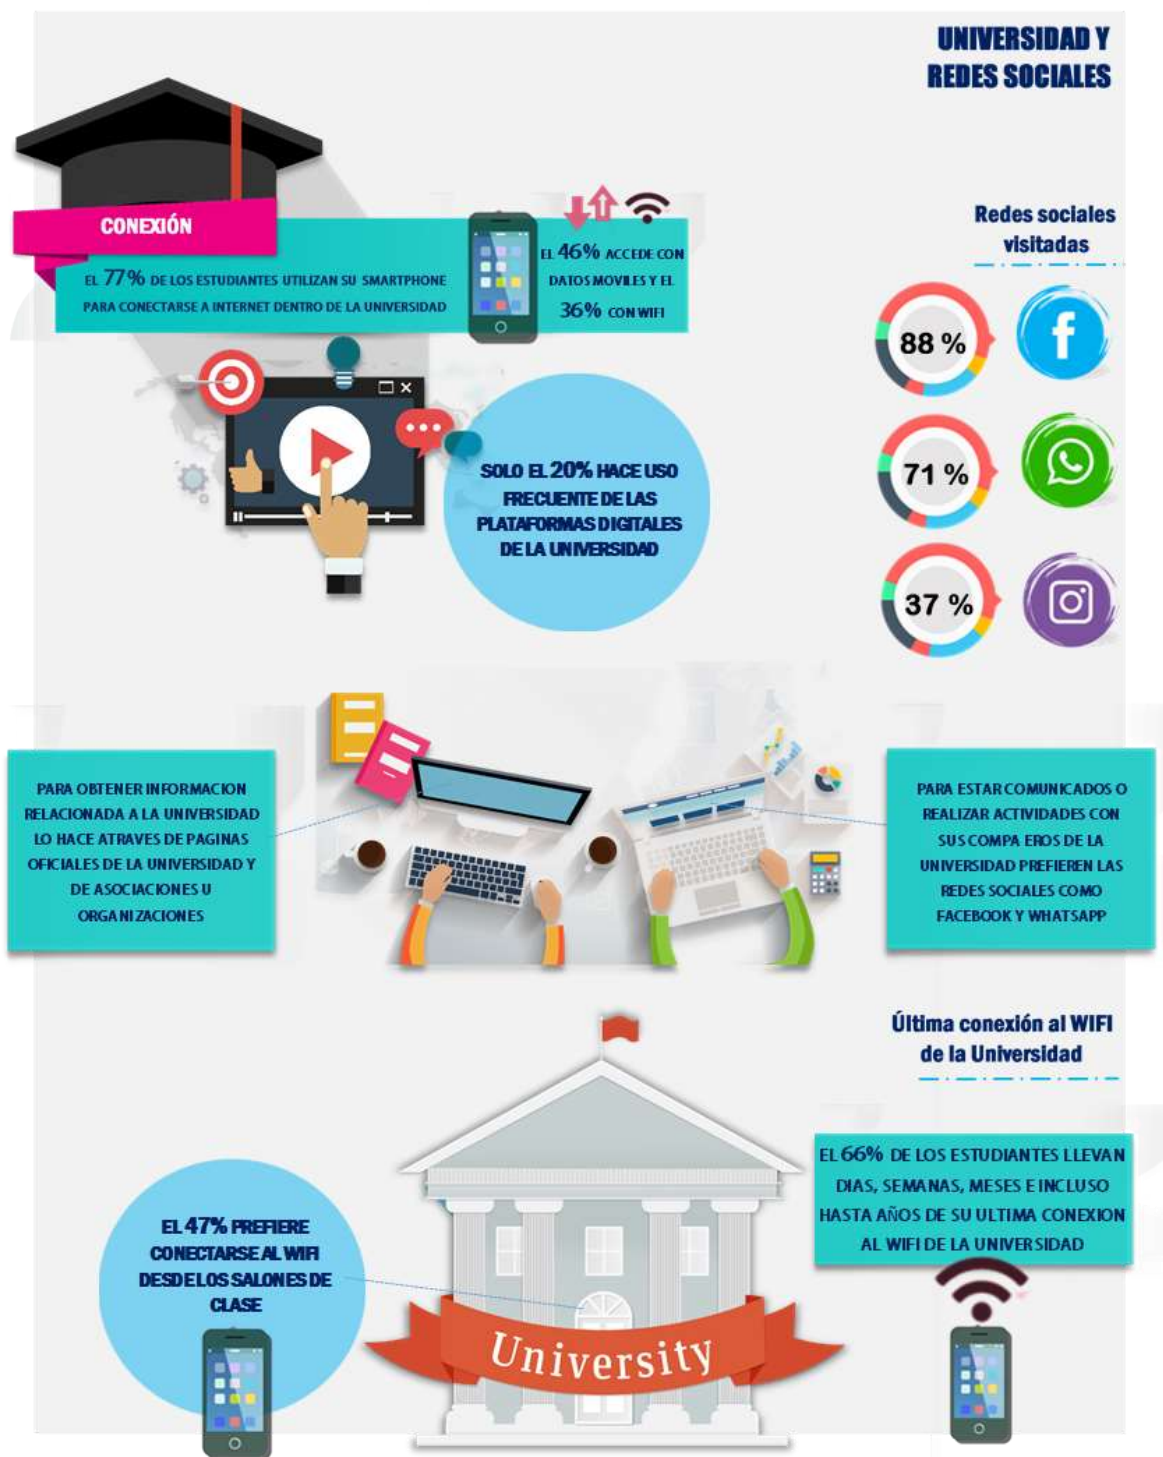 UNIVERSIDAD Y
REDES SOCIALES
CONEXIÓN
EL 77% DE LOS ESTUDIANTES UTILIZAN SU SMARTPHONE
PARA CONECTARSE A INTERNET DENTRO DE LA UNIVERSIDAD
EL 46% ACCEDE CON
DATOS MOVILES Y EL
36% CON WIFI
Redes sociales
visitadas
88 %
71 %
37 %
SOLO EL 20% HACE USO
FRECUENTE DE LAS
PLATAFORMAS DIGITALES
DE LA UNIVERSIDAD
PARA OBTENER INFORMACION
RELACIONADA A LA UNIVERSIDAD
LO HACE ATRAVES DE PAGINAS
OFICIALES DE LA UNIVERSIDAD Y
DE ASOCIACIONES U
ORGANIZACIONES
PARA ESTAR COMUNICADOS O
REALIZAR ACTIVIDADES CON
SUS COMPA EROS DE LA
UNIVERSIDAD PREFIEREN LAS
REDES SOCIALES COMO
FACEBOOK Y WHATSAPP
Última conexión al WIFI
de la Universidad
EL 66% DE LOS ESTUDIANTES LLEVAN
DIAS, SEMANAS, MESES E INCLUSO
HASTA AÑOS DE SU ULTIMA CONEXION
AL WIFI DE LA UNIVERSIDAD
EL 47% PREFIERE
CONECTARSE AL WIFI
DESDE LOS SALONES DE
CLASE
University